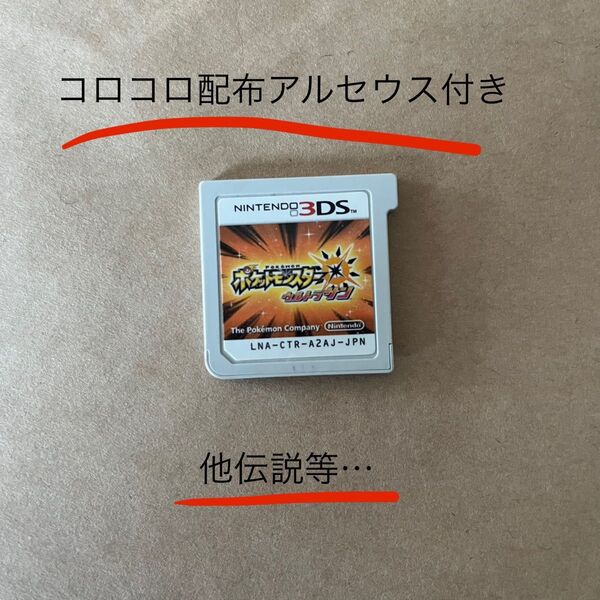 コロコロ配布アルセウス付き
NINTENDO 3DS™
POKÉMON
ポケットモンスター
ウルトラサン
The Pokémon Company Nintendo
LNA-CTR-A2AJ-JPN
他伝説等…